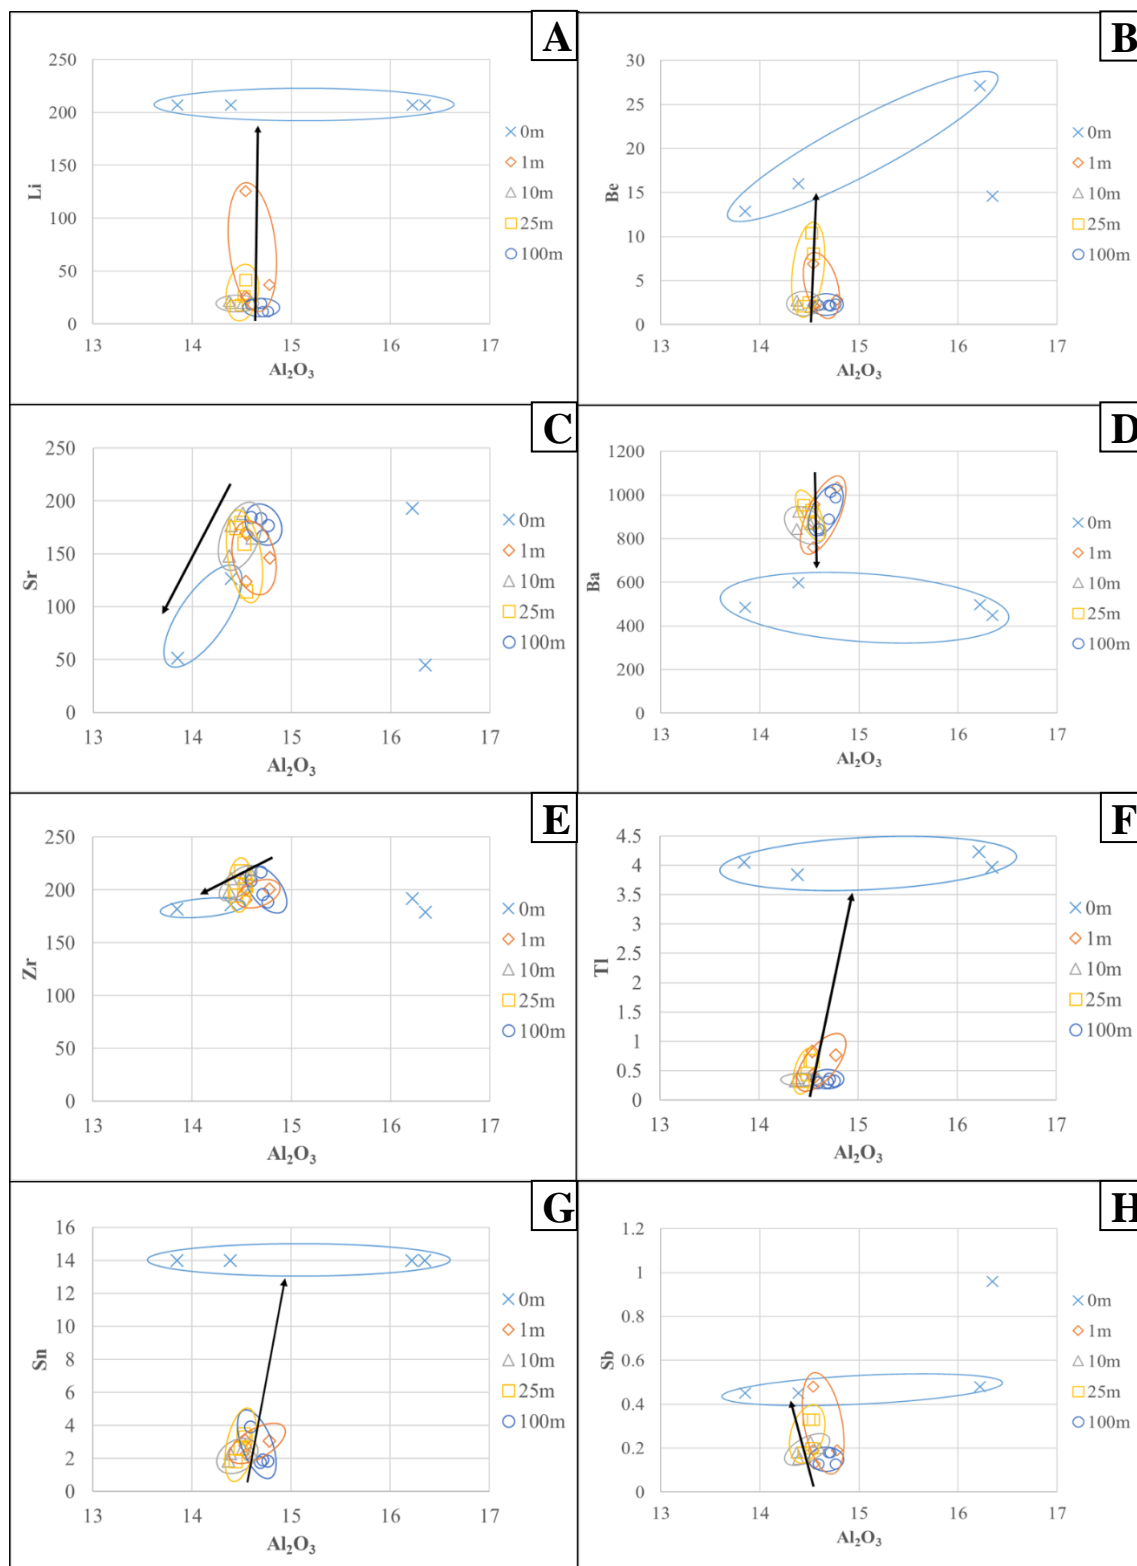 A
250
200
150
100
50
0
Li
13 14 15 16 17
Al₂O₃
0m
1m
10m
25m
100m
B
30
25
20
15
10
5
0
Be
13 14 15 16 17
Al₂O₃
0m
1m
10m
25m
100m
C
250
200
150
100
50
0
Sr
13 14 15 16 17
Al₂O₃
0m
1m
10m
25m
100m
D
1200
1000
800
600
400
200
0
Ba
13 14 15 16 17
Al₂O₃
0m
1m
10m
25m
100m
E
250
200
150
200
50
0
Zr
13 14 15 16 17
Al₂O₃
0m
1m
10m
25m
100m
F
4.5
4
3.5
3
2.5
2
1.5
1
0.5
0
Tl
13 14 15 16 17
Al₂O₃
0m
1m
10m
25m
100m
G
16
14
12
10
8
6
4
2
0
Sn
13 14 15 16 17
Al₂O₃
0m
1m
10m
25m
100m
H
1.2
1
0.8
0.6
0.4
0.2
0
Sb
13 14 15 16 17
Al₂O₃
0m
1m
10m
25m
100m